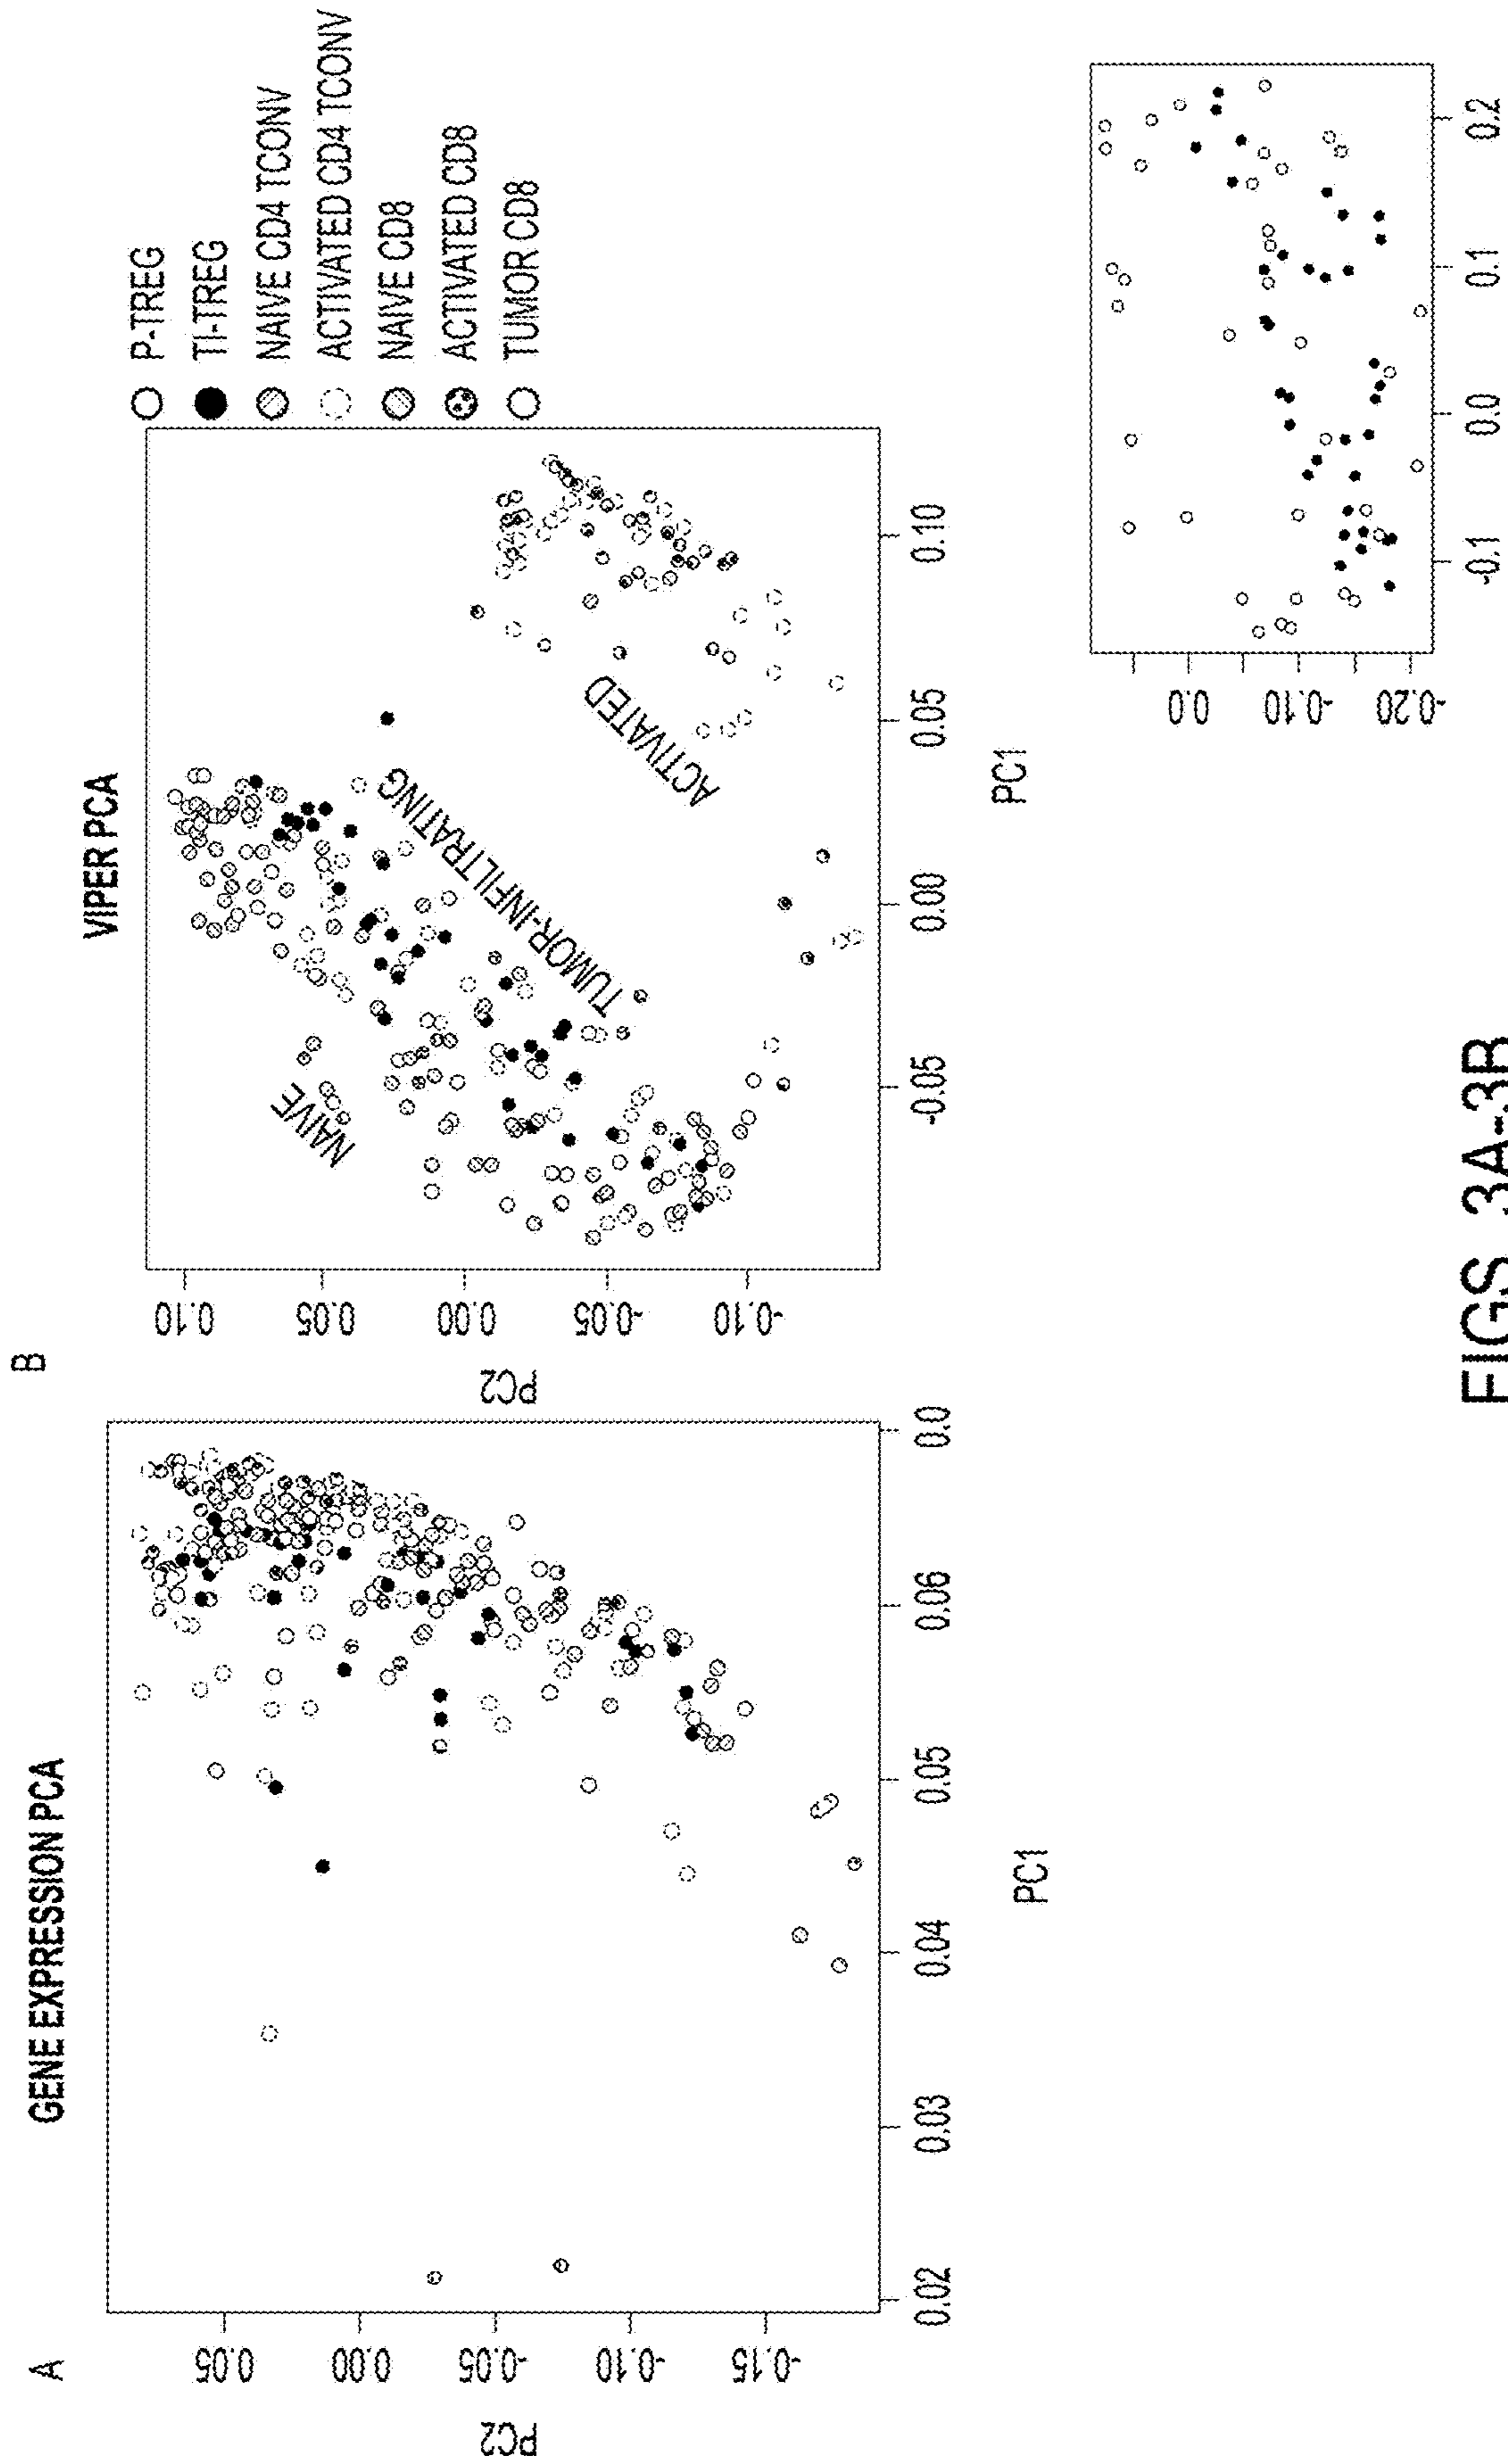 A
GENE EXPRESSION PCA
PC2
0.05
0.00
-0.05
-0.10
-0.15
0.02
0.03
0.04
0.05
0.06
0.0
PC1
B
VIPER PCA
PC2
0.10
0.05
0.00
-0.05
-0.10
NAIVE
TUMOR-INFILTRATING
ACTIVATED
-0.05
0.00
0.05
0.10
PC1
P-TREG
TI-TREG
NAIVE CD4 TCONV
ACTIVATED CD4 TCONV
NAIVE CD8
ACTIVATED CD8
TUMOR CD8
0.0
-0.10
-0.20
-0.1
0.0
0.1
0.2
FIGS. 3A-3B